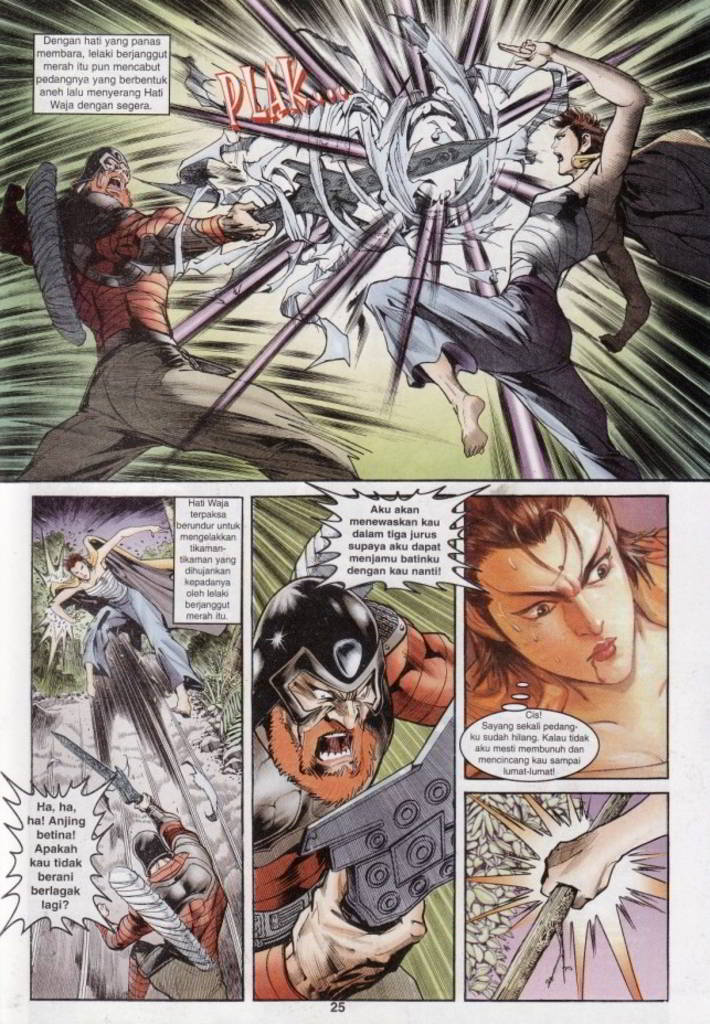 Dengan hati yang panas
membara, lelaki berjanggut
merah itu pun mencabut
pedangnya yang berbentuk
aneh lalu menyerang Hati
Waja dengan segera.
PLAK...
Hati Waja
terpaksa
berundur untuk
mengelakkan
tikaman-
tikaman yang
dihujankan
kepadanya
oleh lelaki
berjanggut
merah itu.
Ha, ha,
ha! Anjing
betina!
Apakah
kau tidak
berani
berlagak
lagi?
Aku akan
menewaskan kau
dalam tiga jurus
supaya aku dapat
menjamu batinku
dengan kau nanti!
Cis!
Sayang sekali pedang-
ku sudah hilang. Kalau tidak
aku mesti membunuh dan
mencincang kau sampai
lumat-lumat!
25